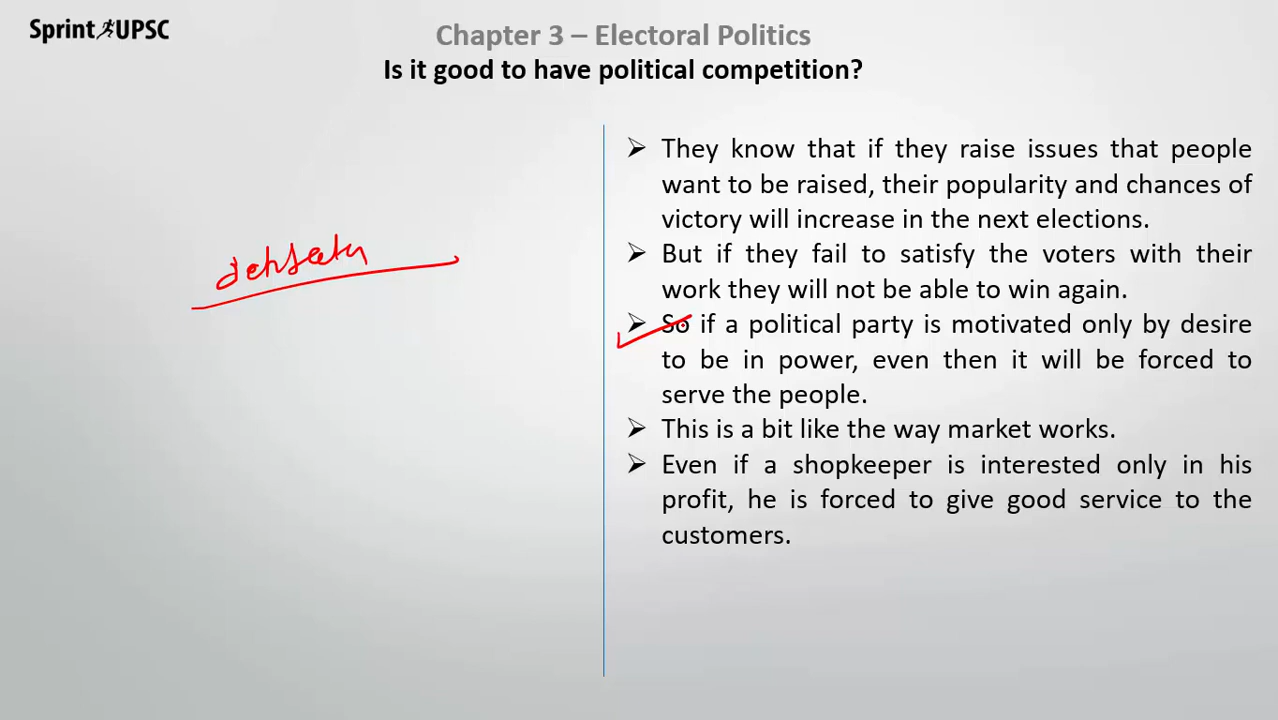 Sprint UPSC
Chapter 3 – Electoral Politics
Is it good to have political competition?
➢ They know that if they raise issues that people
want to be raised, their popularity and chances of
victory will increase in the next elections.
➢ But if they fail to satisfy the voters with their
work they will not be able to win again.
➢ So if a political party is motivated only by desire
to be in power, even then it will be forced to
serve the people.
➢ This is a bit like the way market works.
➢ Even if a shopkeeper is interested only in his
profit, he is forced to give good service to the
customers.